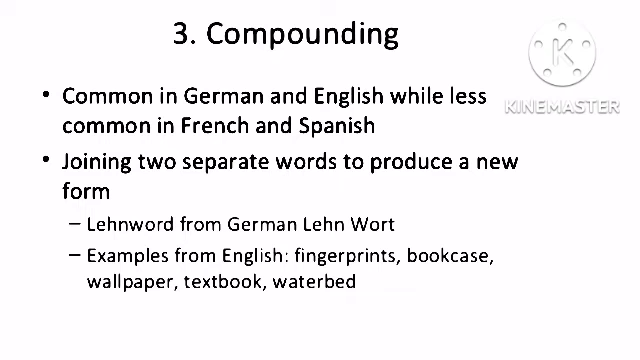 3. Compounding
• Common in German and English while less
common in French and Spanish
• Joining two separate words to produce a new
form
– Lehnword from German Lehn Wort
– Examples from English: fingerprints, bookcase,
wallpaper, textbook, waterbed
K
KINEMASTER